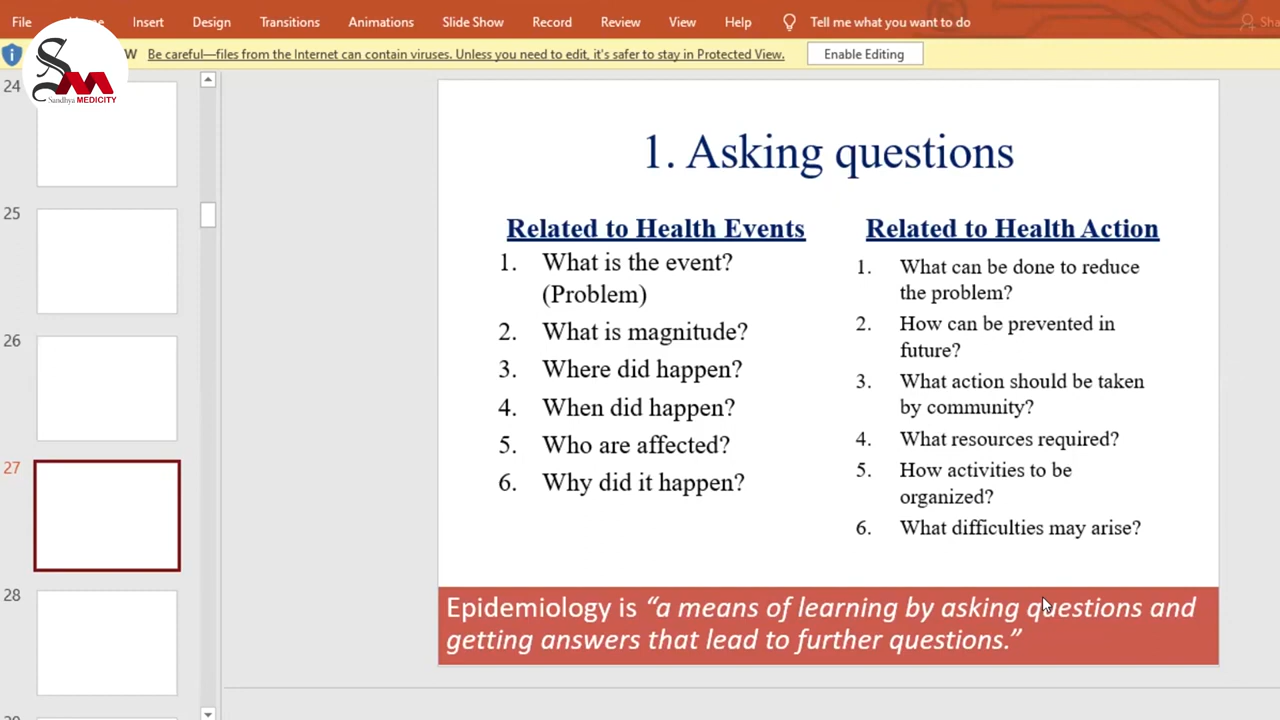 File Home Insert Design Transitions Animations Slide Show Record Review View Help Tell me what you want to do Sha
W Be careful—files from the Internet can contain viruses. Unless you need to edit, it's safer to stay in Protected View. Enable Editing
S
M
Sandhya MEDICITY
24
25
26
27
28
1. Asking questions
Related to Health Events
1. What is the event?
(Problem)
2. What is magnitude?
3. Where did happen?
4. When did happen?
5. Who are affected?
6. Why did it happen?
Related to Health Action
1. What can be done to reduce
the problem?
2. How can be prevented in
future?
3. What action should be taken
by community?
4. What resources required?
5. How activities to be
organized?
6. What difficulties may arise?
Epidemiology is “a means of learning by asking questions and
getting answers that lead to further questions.”